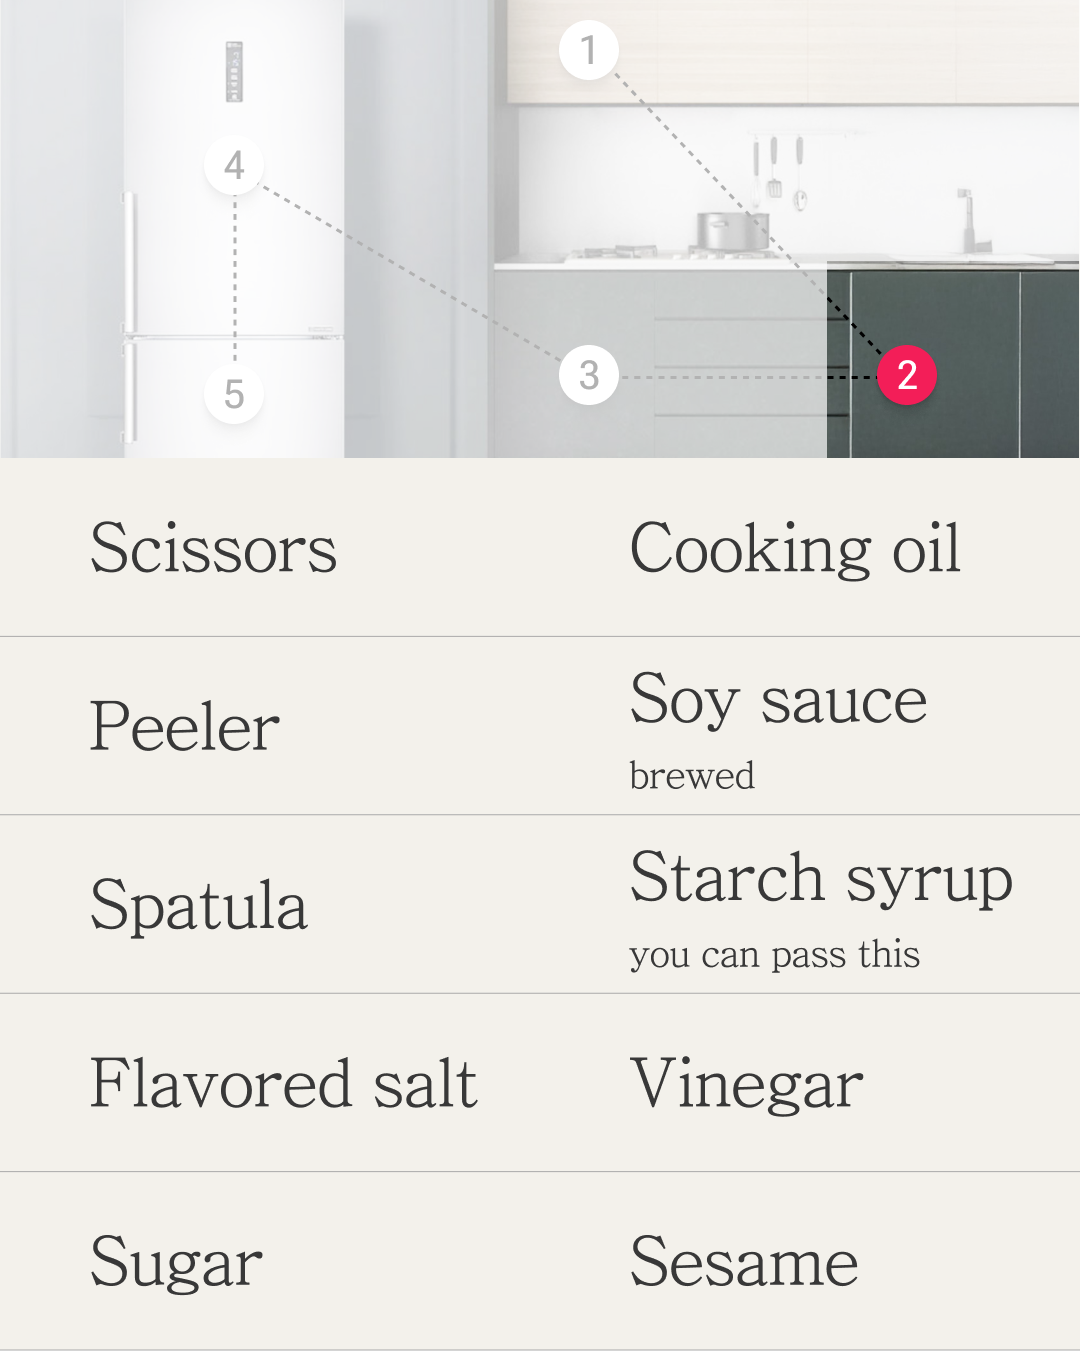 1
4
3
2
5
Scissors
Cooking oil
Peeler
Soy sauce
brewed
Spatula
Starch syrup
you can pass this
Flavored salt
Vinegar
Sugar
Sesame